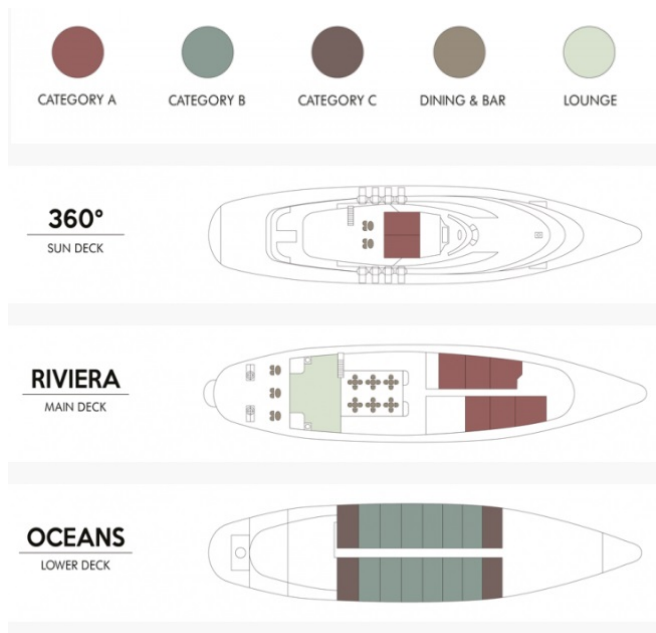 CATEGORY A
CATEGORY B
CATEGORY C
DINING & BAR
LOUNGE
360°
SUN DECK
RIVIERA
MAIN DECK
OCEANS
LOWER DECK